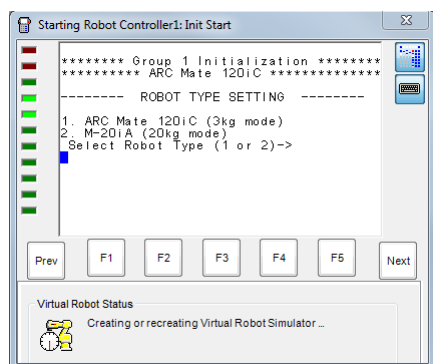 Starting Robot Controller1: Init Start
******** Group 1 Initialization ********
********** ARC Mate 120iC **************
-------- ROBOT TYPE SETTING --------
1. ARC Mate 120iC (3kg mode)
2. M-20iA (20kg mode)
Select Robot Type (1 or 2)->
Prev F1 F2 F3 F4 F5 Next
Virtual Robot Status
Creating or recreating Virtual Robot Simulator ...